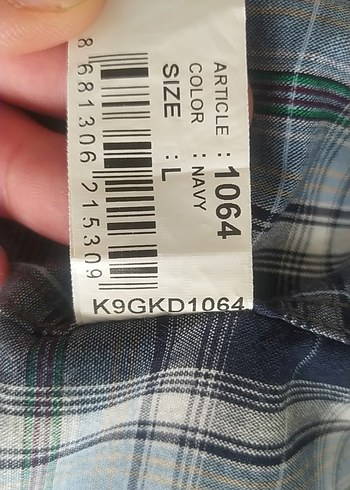 ARTICLE : 1064
COLOR : NAVY
SIZE : L
8 681306 215309
K9GKD1064